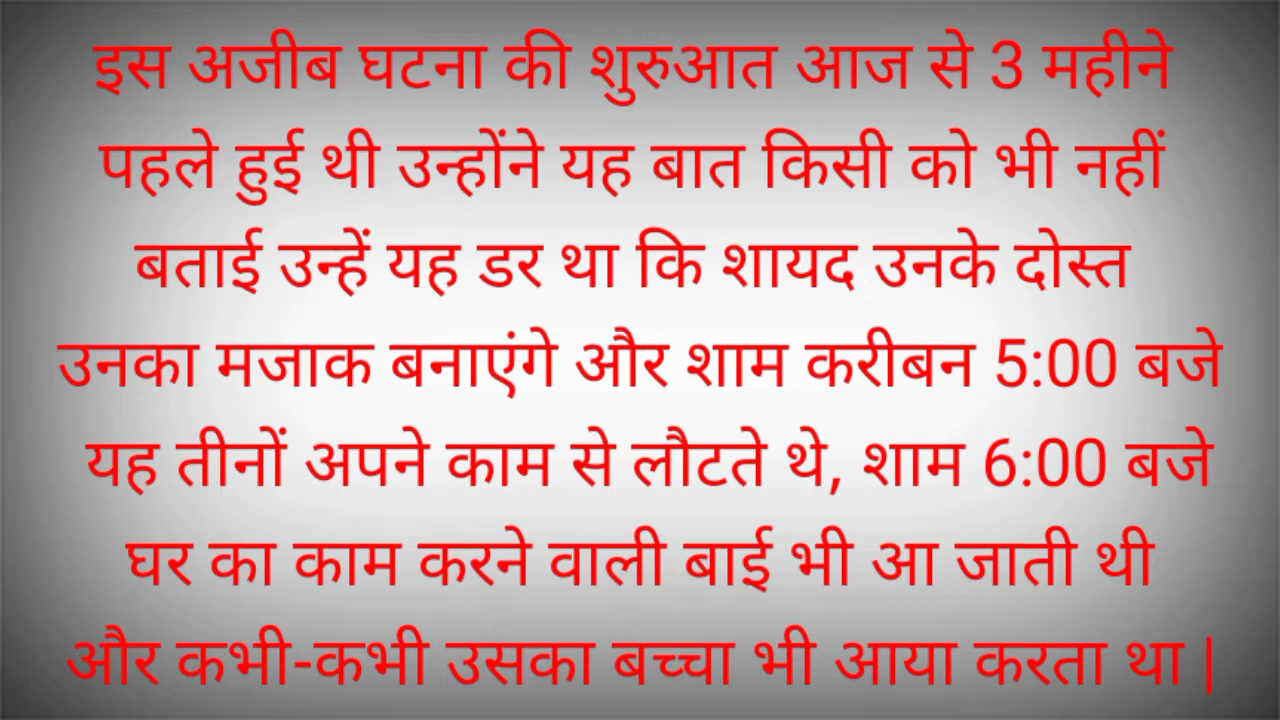 इस अजीब घटना की शुरुआत आज से 3 महीने
पहले हुई थी उन्होंने यह बात किसी को भी नहीं
बताई उन्हें यह डर था कि शायद उनके दोस्त
उनका मजाक बनाएंगे और शाम करीबन 5:00 बजे
यह तीनों अपने काम से लौटते थे, शाम 6:00 बजे
घर का काम करने वाली बाई भी आ जाती थी
और कभी-कभी उसका बच्चा भी आया करता था |